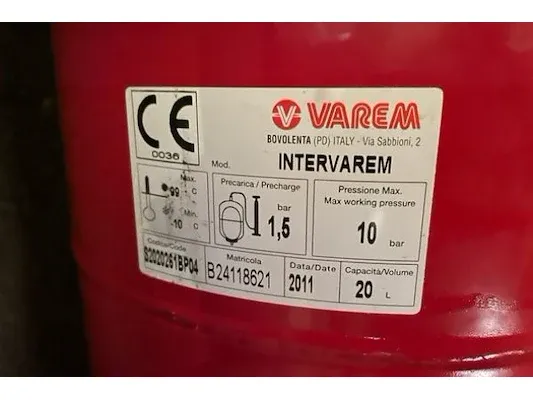 CE
0036
VAREM
BOVOLENTA (PD) ITALY - Via Sabbioni, 2
Mod. INTERVAREM
Max.
+99 °C
Min.
-10 °C
Precarica / Precharge
bar
1,5
Pressione Max.
Max working pressure
10 bar
Codice/Code
S2020261BP04
Matricola
B24118621
Data/Date
2011
Capacità/Volume
20 L